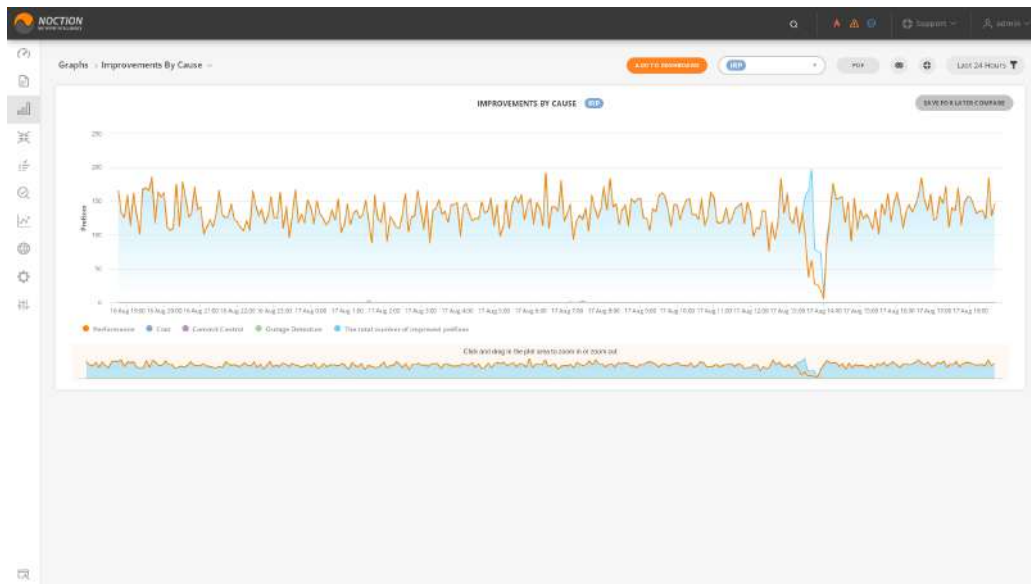 NOCTION
Support
admin
Graphs › Improvements By Cause
ADD TO DASHBOARD
IRP
PDF
Last 24 Hours
IMPROVEMENTS BY CAUSE IRP
SAVE FOR LATER COMPARE
250
200
150
100
50
0
Prefixes
16 Aug 19:00 16 Aug 20:00 16 Aug 21:00 16 Aug 22:00 16 Aug 23:00 17 Aug 0:00 17 Aug 1:00 17 Aug 2:00 17 Aug 3:00 17 Aug 4:00 17 Aug 5:00 17 Aug 6:00 17 Aug 7:00 17 Aug 8:00 17 Aug 9:00 17 Aug 10:00 17 Aug 11:00 17 Aug 12:00 17 Aug 13:00 17 Aug 14:00 17 Aug 15:00 17 Aug 16:00 17 Aug 17:00 17 Aug 18:00
Performance Cost Commit Control Outage Detection The total number of improved prefixes
Click and drag in the plot area to zoom in or zoom out